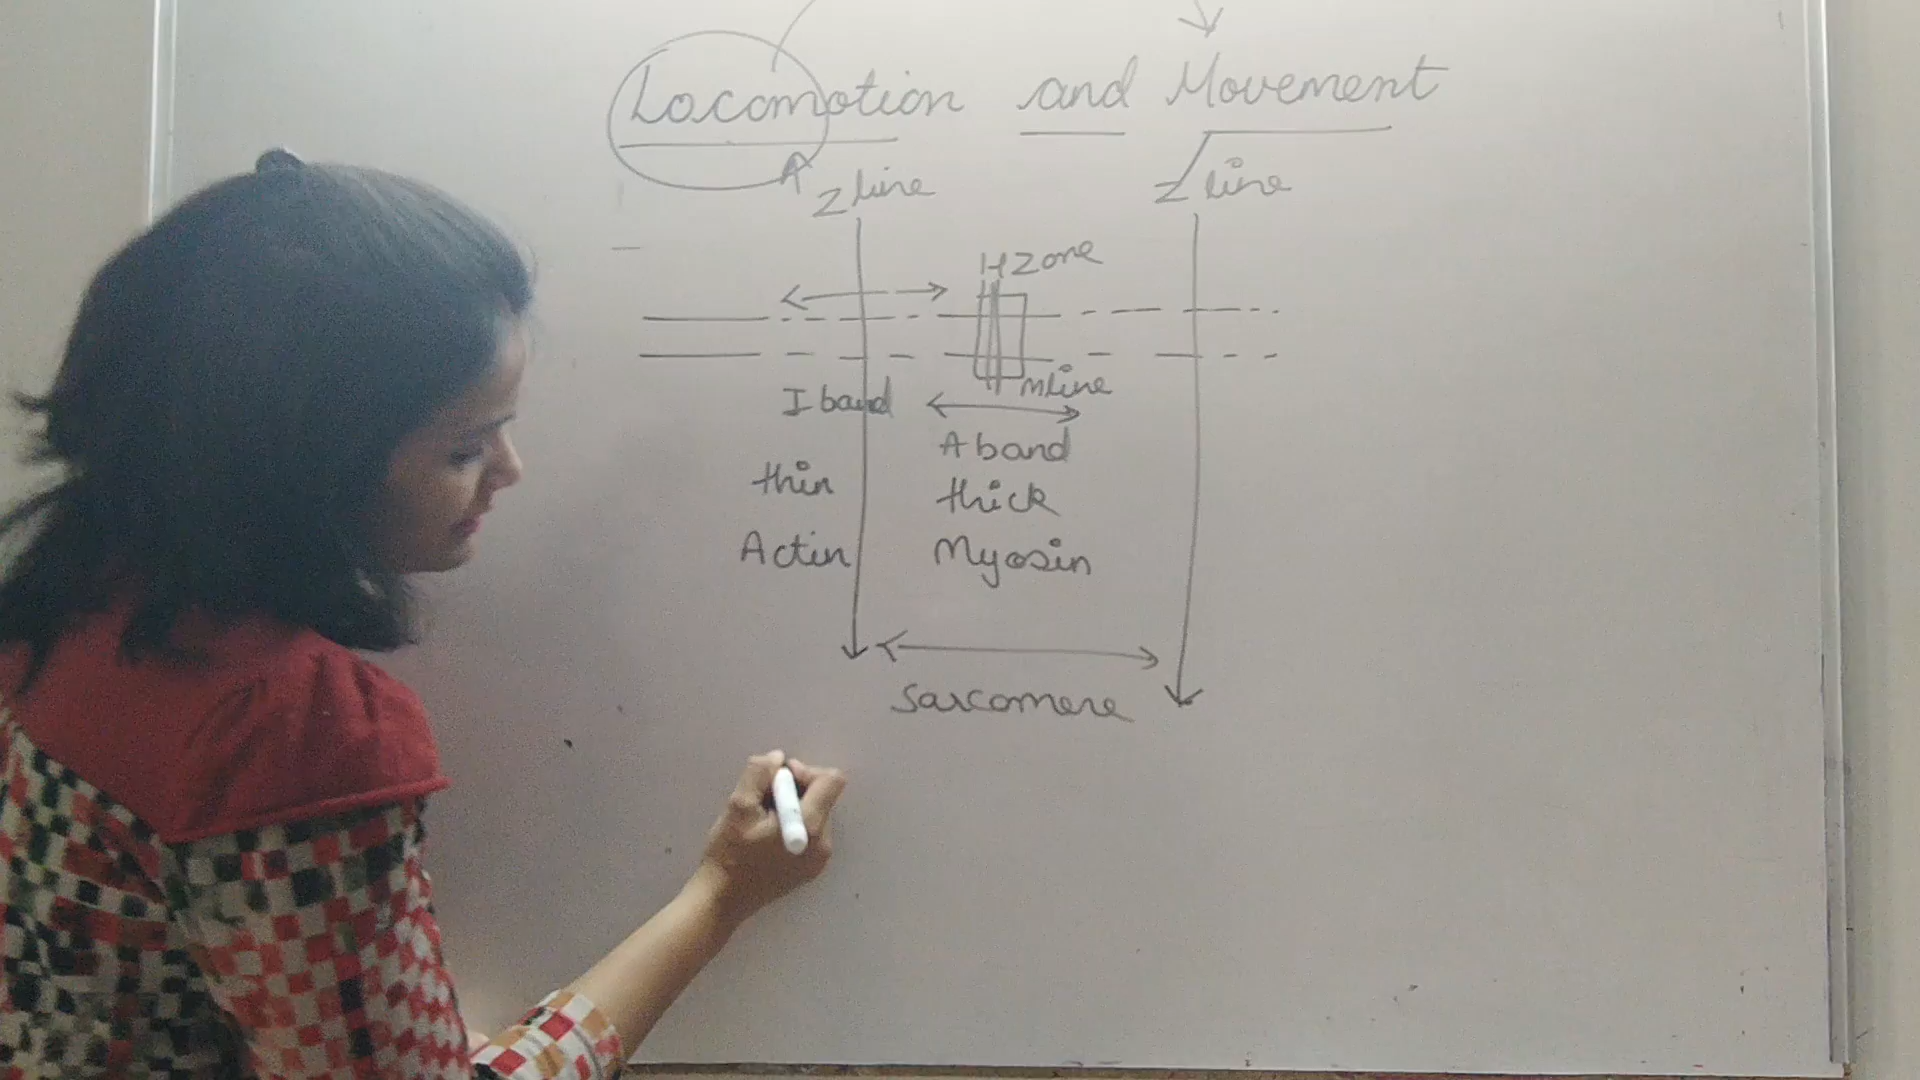 Locomotion and Movement
Z line Z line
H Zone
M Line
I band
A band
thin thick
Actin Myosin
Sarcomere